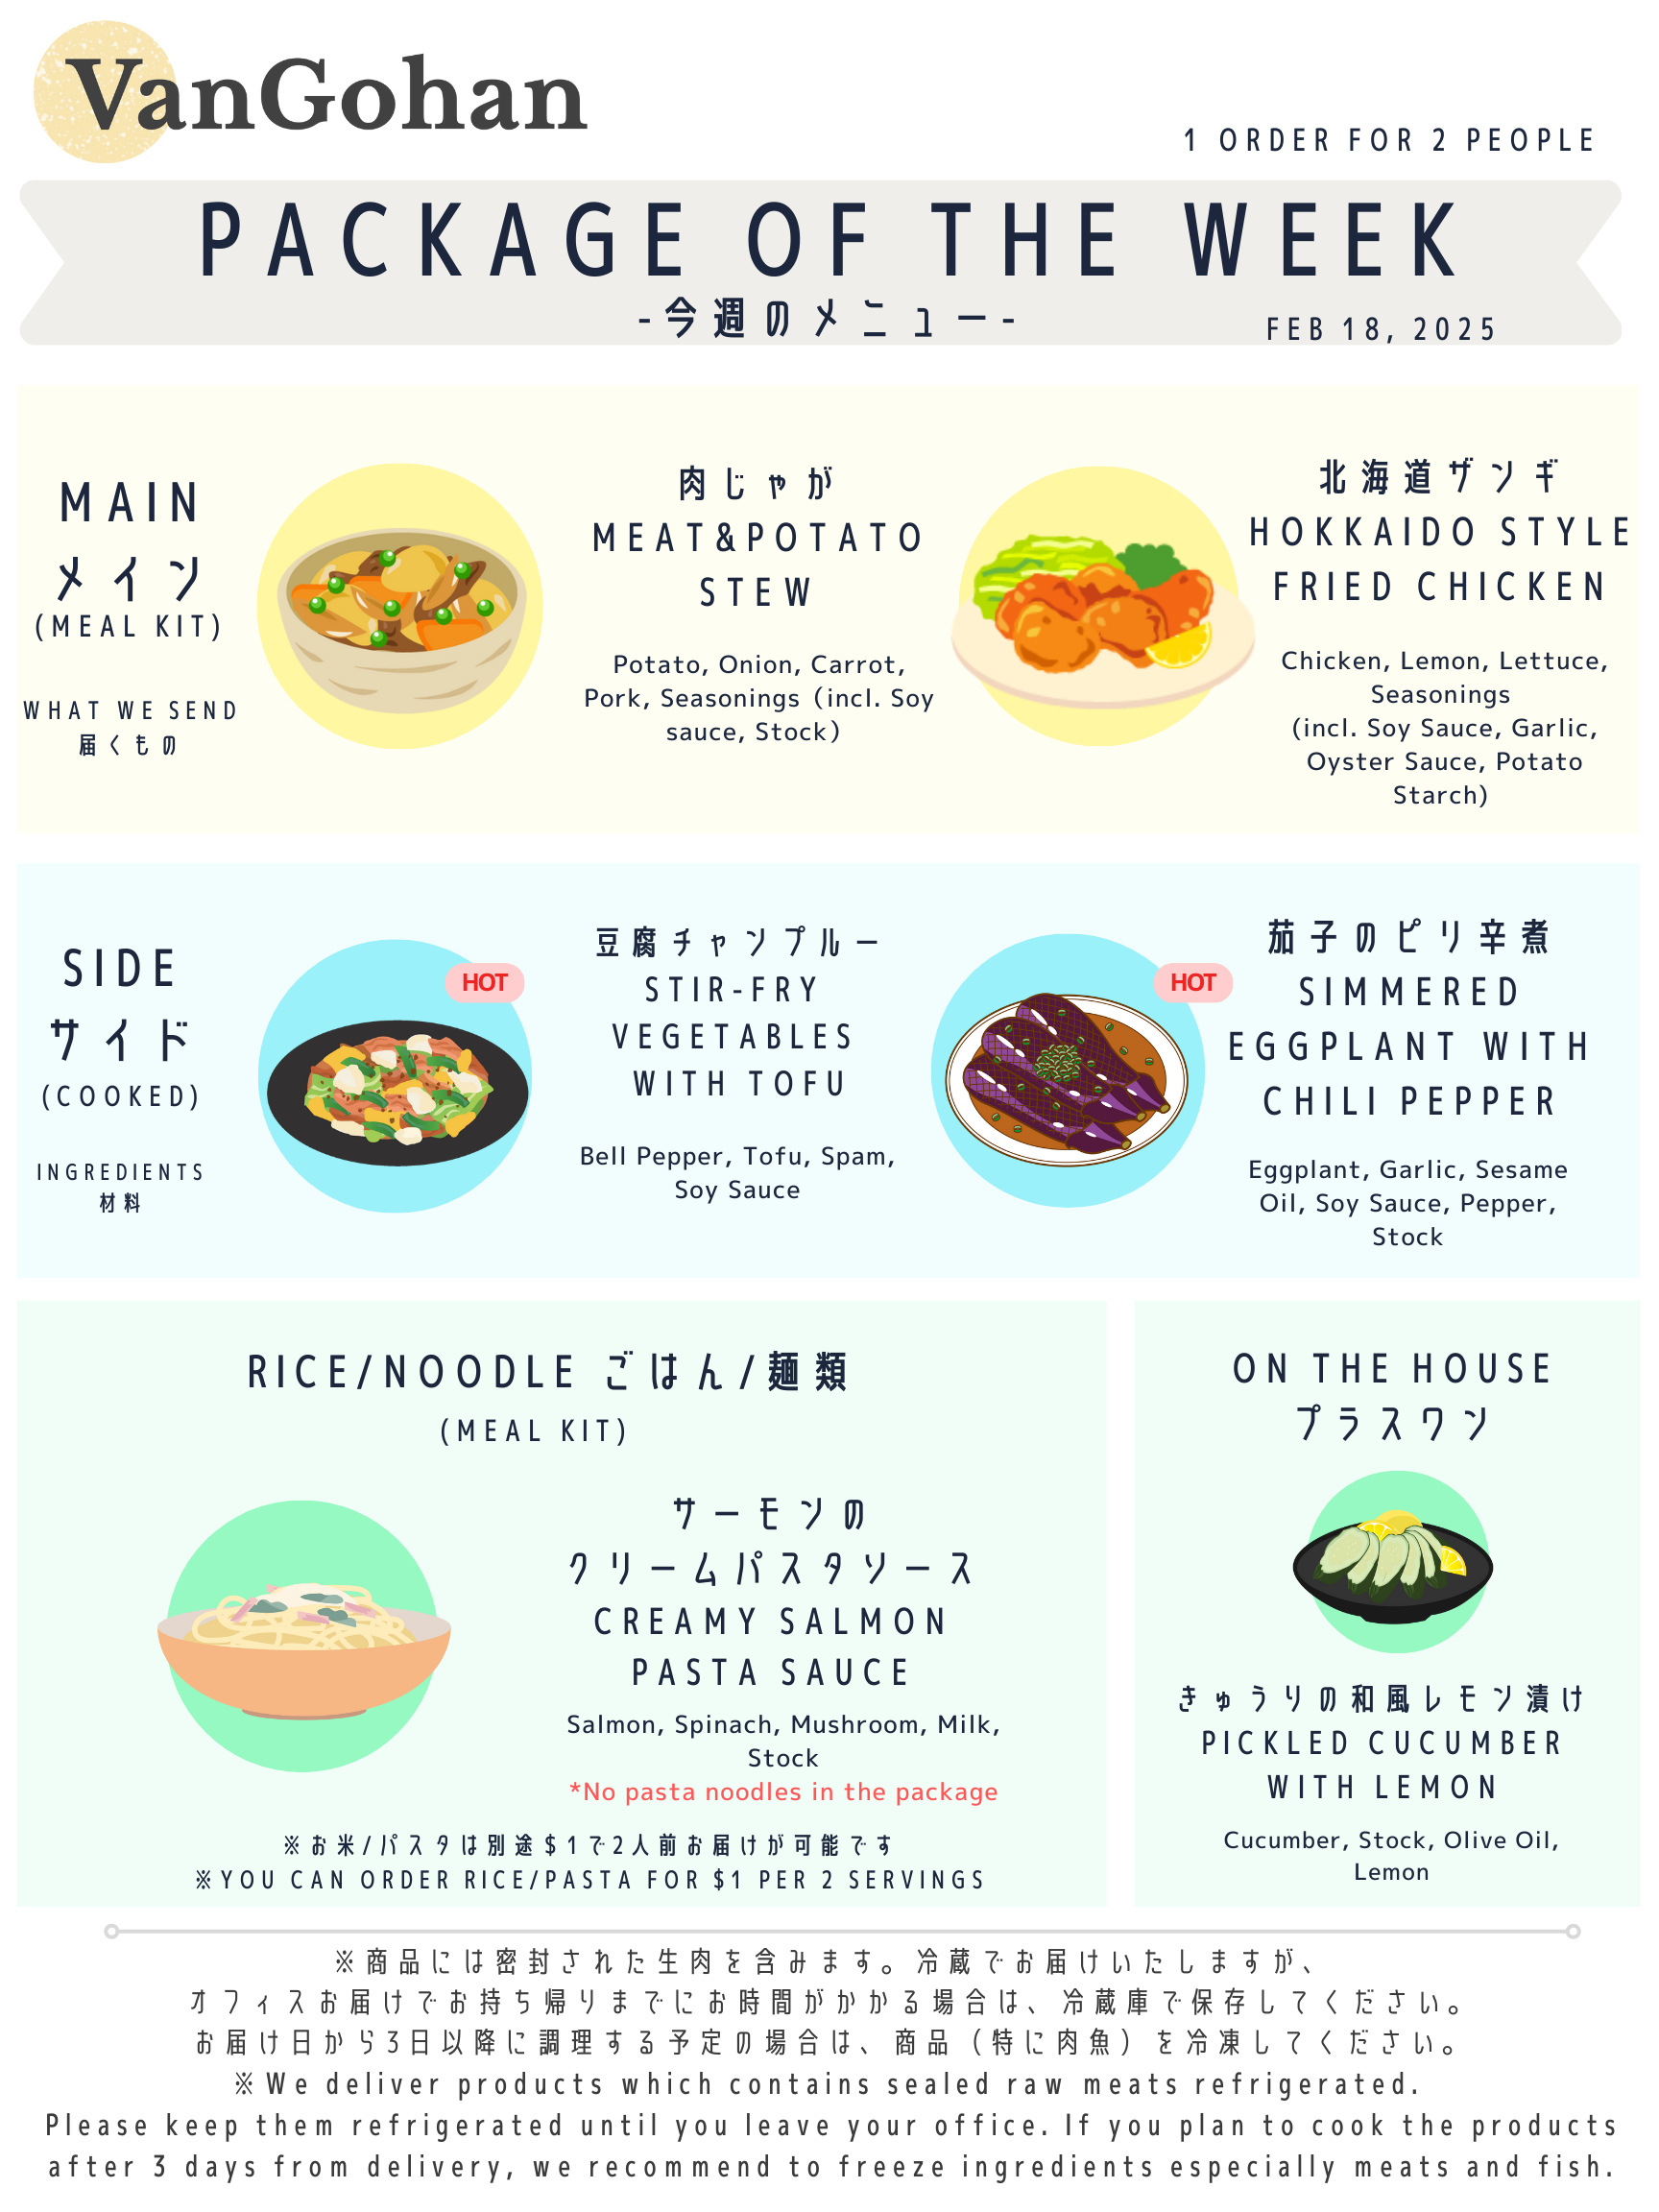 VanGohan
1 ORDER FOR 2 PEOPLE
PACKAGE OF THE WEEK
-今週のメニュー-
FEB 18, 2025
MAIN
メイン
(MEAL KIT)
WHAT WE SEND
届くもの
肉じゃが
MEAT&POTATO
STEW
Potato, Onion, Carrot,
Pork, Seasonings (incl. Soy
sauce, Stock)
北海道ザンギ
HOKKAIDO STYLE
FRIED CHICKEN
Chicken, Lemon, Lettuce,
Seasonings
(incl. Soy Sauce, Garlic,
Oyster Sauce, Potato
Starch)
SIDE
サイド
(COOKED)
INGREDIENTS
材料
HOT
豆腐チャンプルー
STIR-FRY
VEGETABLES
WITH TOFU
Bell Pepper, Tofu, Spam,
Soy Sauce
HOT
茄子のピリ辛煮
SIMMERED
EGGPLANT WITH
CHILI PEPPER
Eggplant, Garlic, Sesame
Oil, Soy Sauce, Pepper,
Stock
RICE/NOODLE ごはん/麺類
(MEAL KIT)
サーモンの
クリームパスタソース
CREAMY SALMON
PASTA SAUCE
Salmon, Spinach, Mushroom, Milk,
Stock
*No pasta noodles in the package
※お米/パスタは別途$1で2人前お届けが可能です
※YOU CAN ORDER RICE/PASTA FOR $1 PER 2 SERVINGS
ON THE HOUSE
プラスワン
きゅうりの和風レモン漬け
PICKLED CUCUMBER
WITH LEMON
Cucumber, Stock, Olive Oil,
Lemon
※商品には密封された生肉を含みます。冷蔵でお届けいたしますが、
オフィスお届けでお持ち帰りまでにお時間がかかる場合は、冷蔵庫で保存してください。
お届け日から3日以降に調理する予定の場合は、商品（特に肉魚）を冷凍してください。
※We deliver products which contains sealed raw meats refrigerated.
Please keep them refrigerated until you leave your office. If you plan to cook the products
after 3 days from delivery, we recommend to freeze ingredients especially meats and fish.